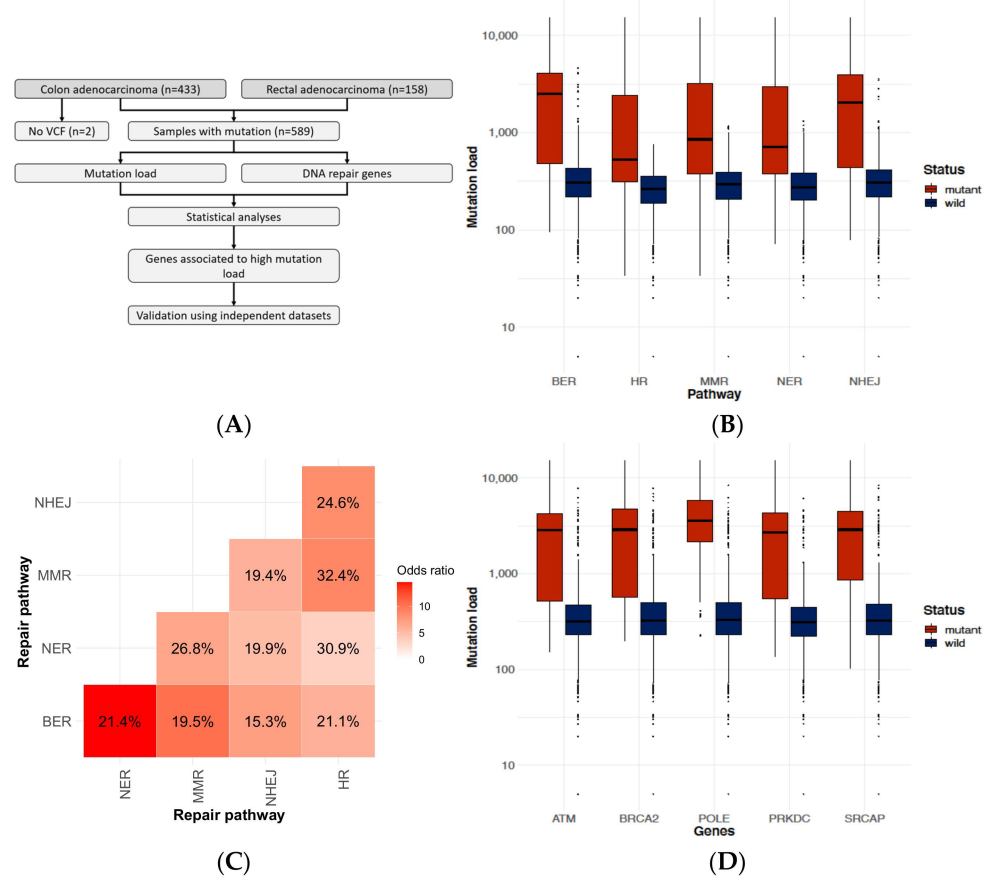 Colon adenocarcinoma (n=433)
Rectal adenocarcinoma (n=158)
No VCF (n=2)
Samples with mutation (n=589)
Mutation load
DNA repair genes
Statistical analyses
Genes associated to high mutation
load
Validation using independent datasets
(A)
Mutation load
10,000
1,000
100
10
BER
HR
MMR
NER
NHEJ
Pathway
Status
mutant
wild
(B)
Repair pathway
NHEJ
24.6%
MMR
19.4%
32.4%
NER
26.8%
19.9%
30.9%
BER
21.4%
19.5%
15.3%
21.1%
NER
MMR
NHEJ
HR
Repair pathway
Odds ratio
10
5
0
(C)
Mutation load
10,000
1,000
100
10
ATM
BRCA2
POLE
PRKDC
SRCAP
Genes
Status
mutant
wild
(D)